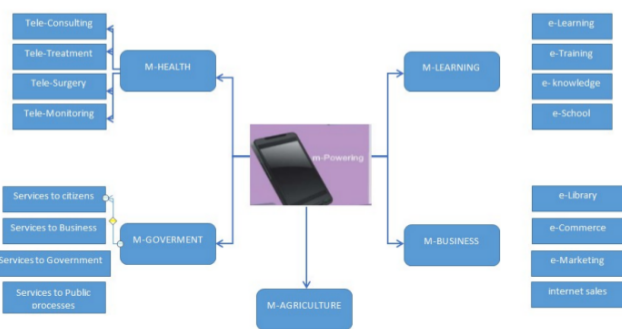 Tele-Consulting
Tele-Treatment
Tele-Surgery
Tele-Monitoring
M-HEALTH
M-LEARNING
e-Learning
e-Training
e- knowledge
e-School
m-Powering
Services to citizens
Services to Business
Services to Government
Services to Public
processes
M-GOVERMENT
M-BUSINESS
e-Library
e-Commerce
e-Marketing
internet sales
M-AGRICULTURE